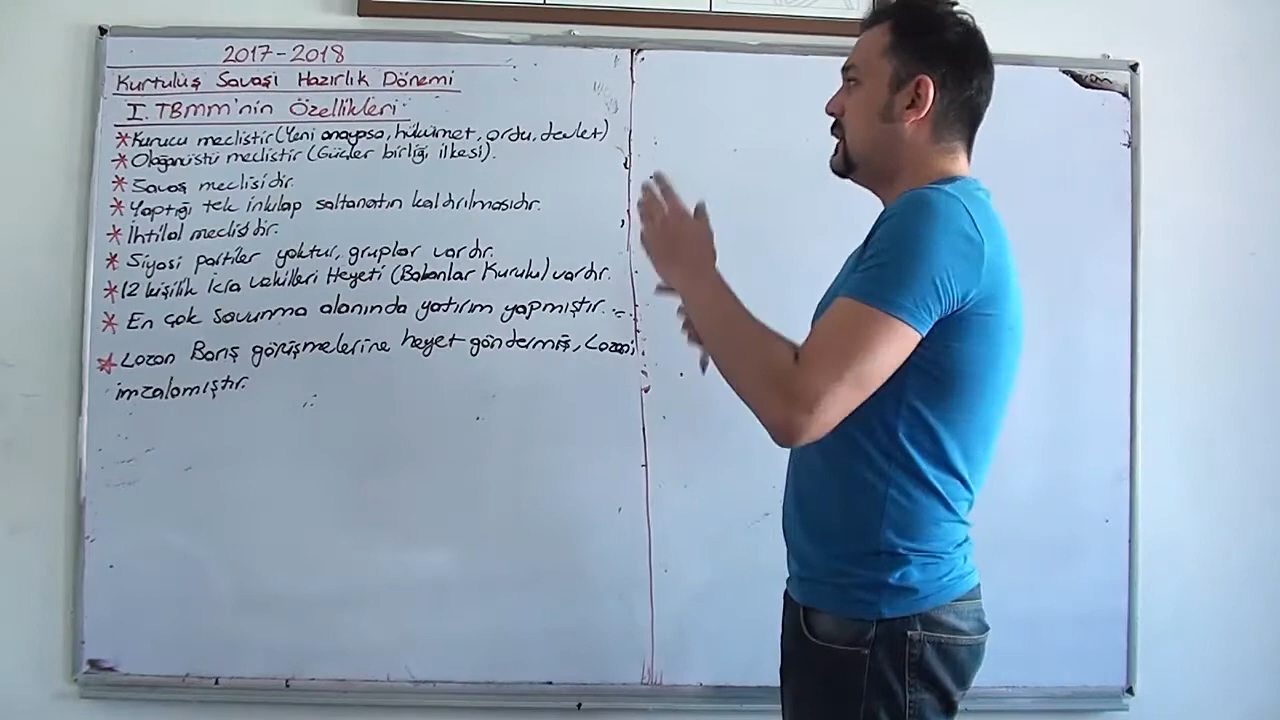 2017-2018
Kurtuluş Savaşı Hazırlık Dönemi
I. TBMM'nin Özellikleri
* Kurucu meclistir (Yeni anayasa, hükümet, ordu, devlet)
* Olağanüstü meclistir (Güçler birliği ilkesi).
* Savaş meclisidir.
* Yaptığı tek inkılap saltanatın kaldırılmasıdır.
* İhtilal meclisidir.
* Siyasi partiler yoktur, gruplar vardır.
* 12 kişilik İcra Vekilleri Heyeti (Bakanlar Kurulu) vardır.
* En çok savunma alanında yatırım yapmıştır.
* Lozan Barış görüşmelerine heyet göndermiş, Lozan,
imzalamıştır.